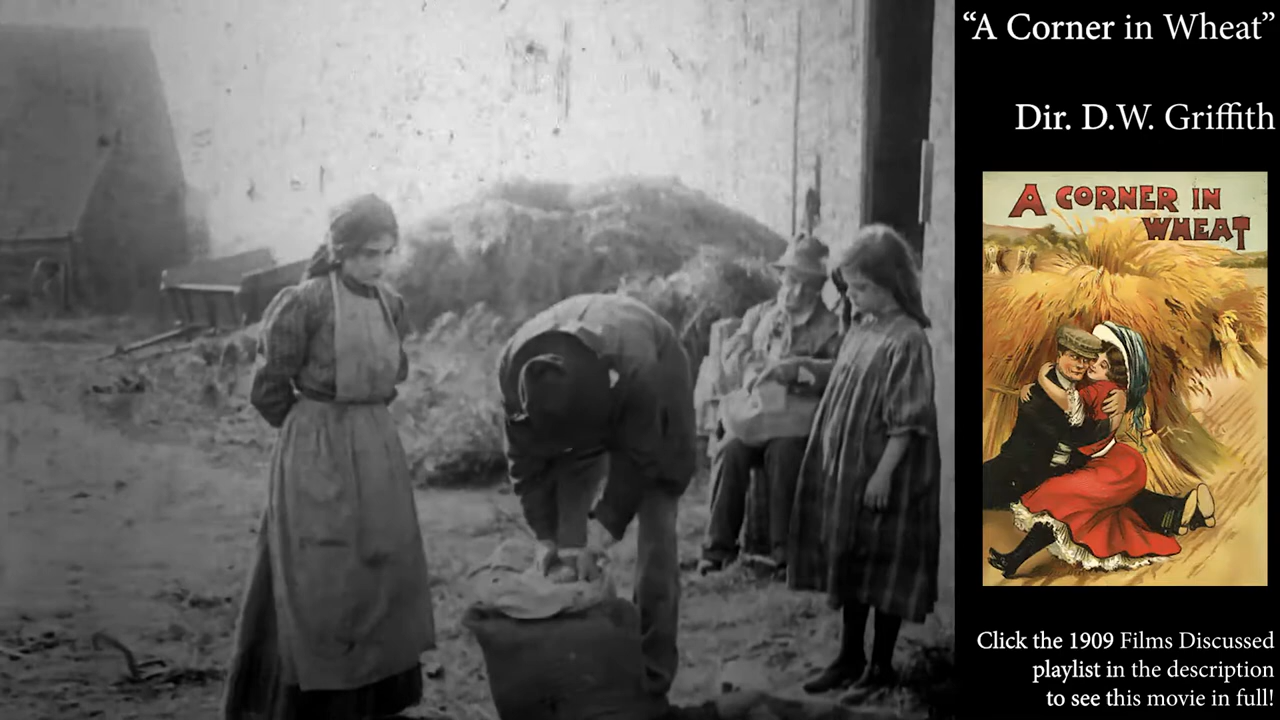 “A Corner in Wheat”
Dir. D.W. Griffith
A CORNER IN
WHEAT
Click the 1909 Films Discussed
playlist in the description
to see this movie in full!